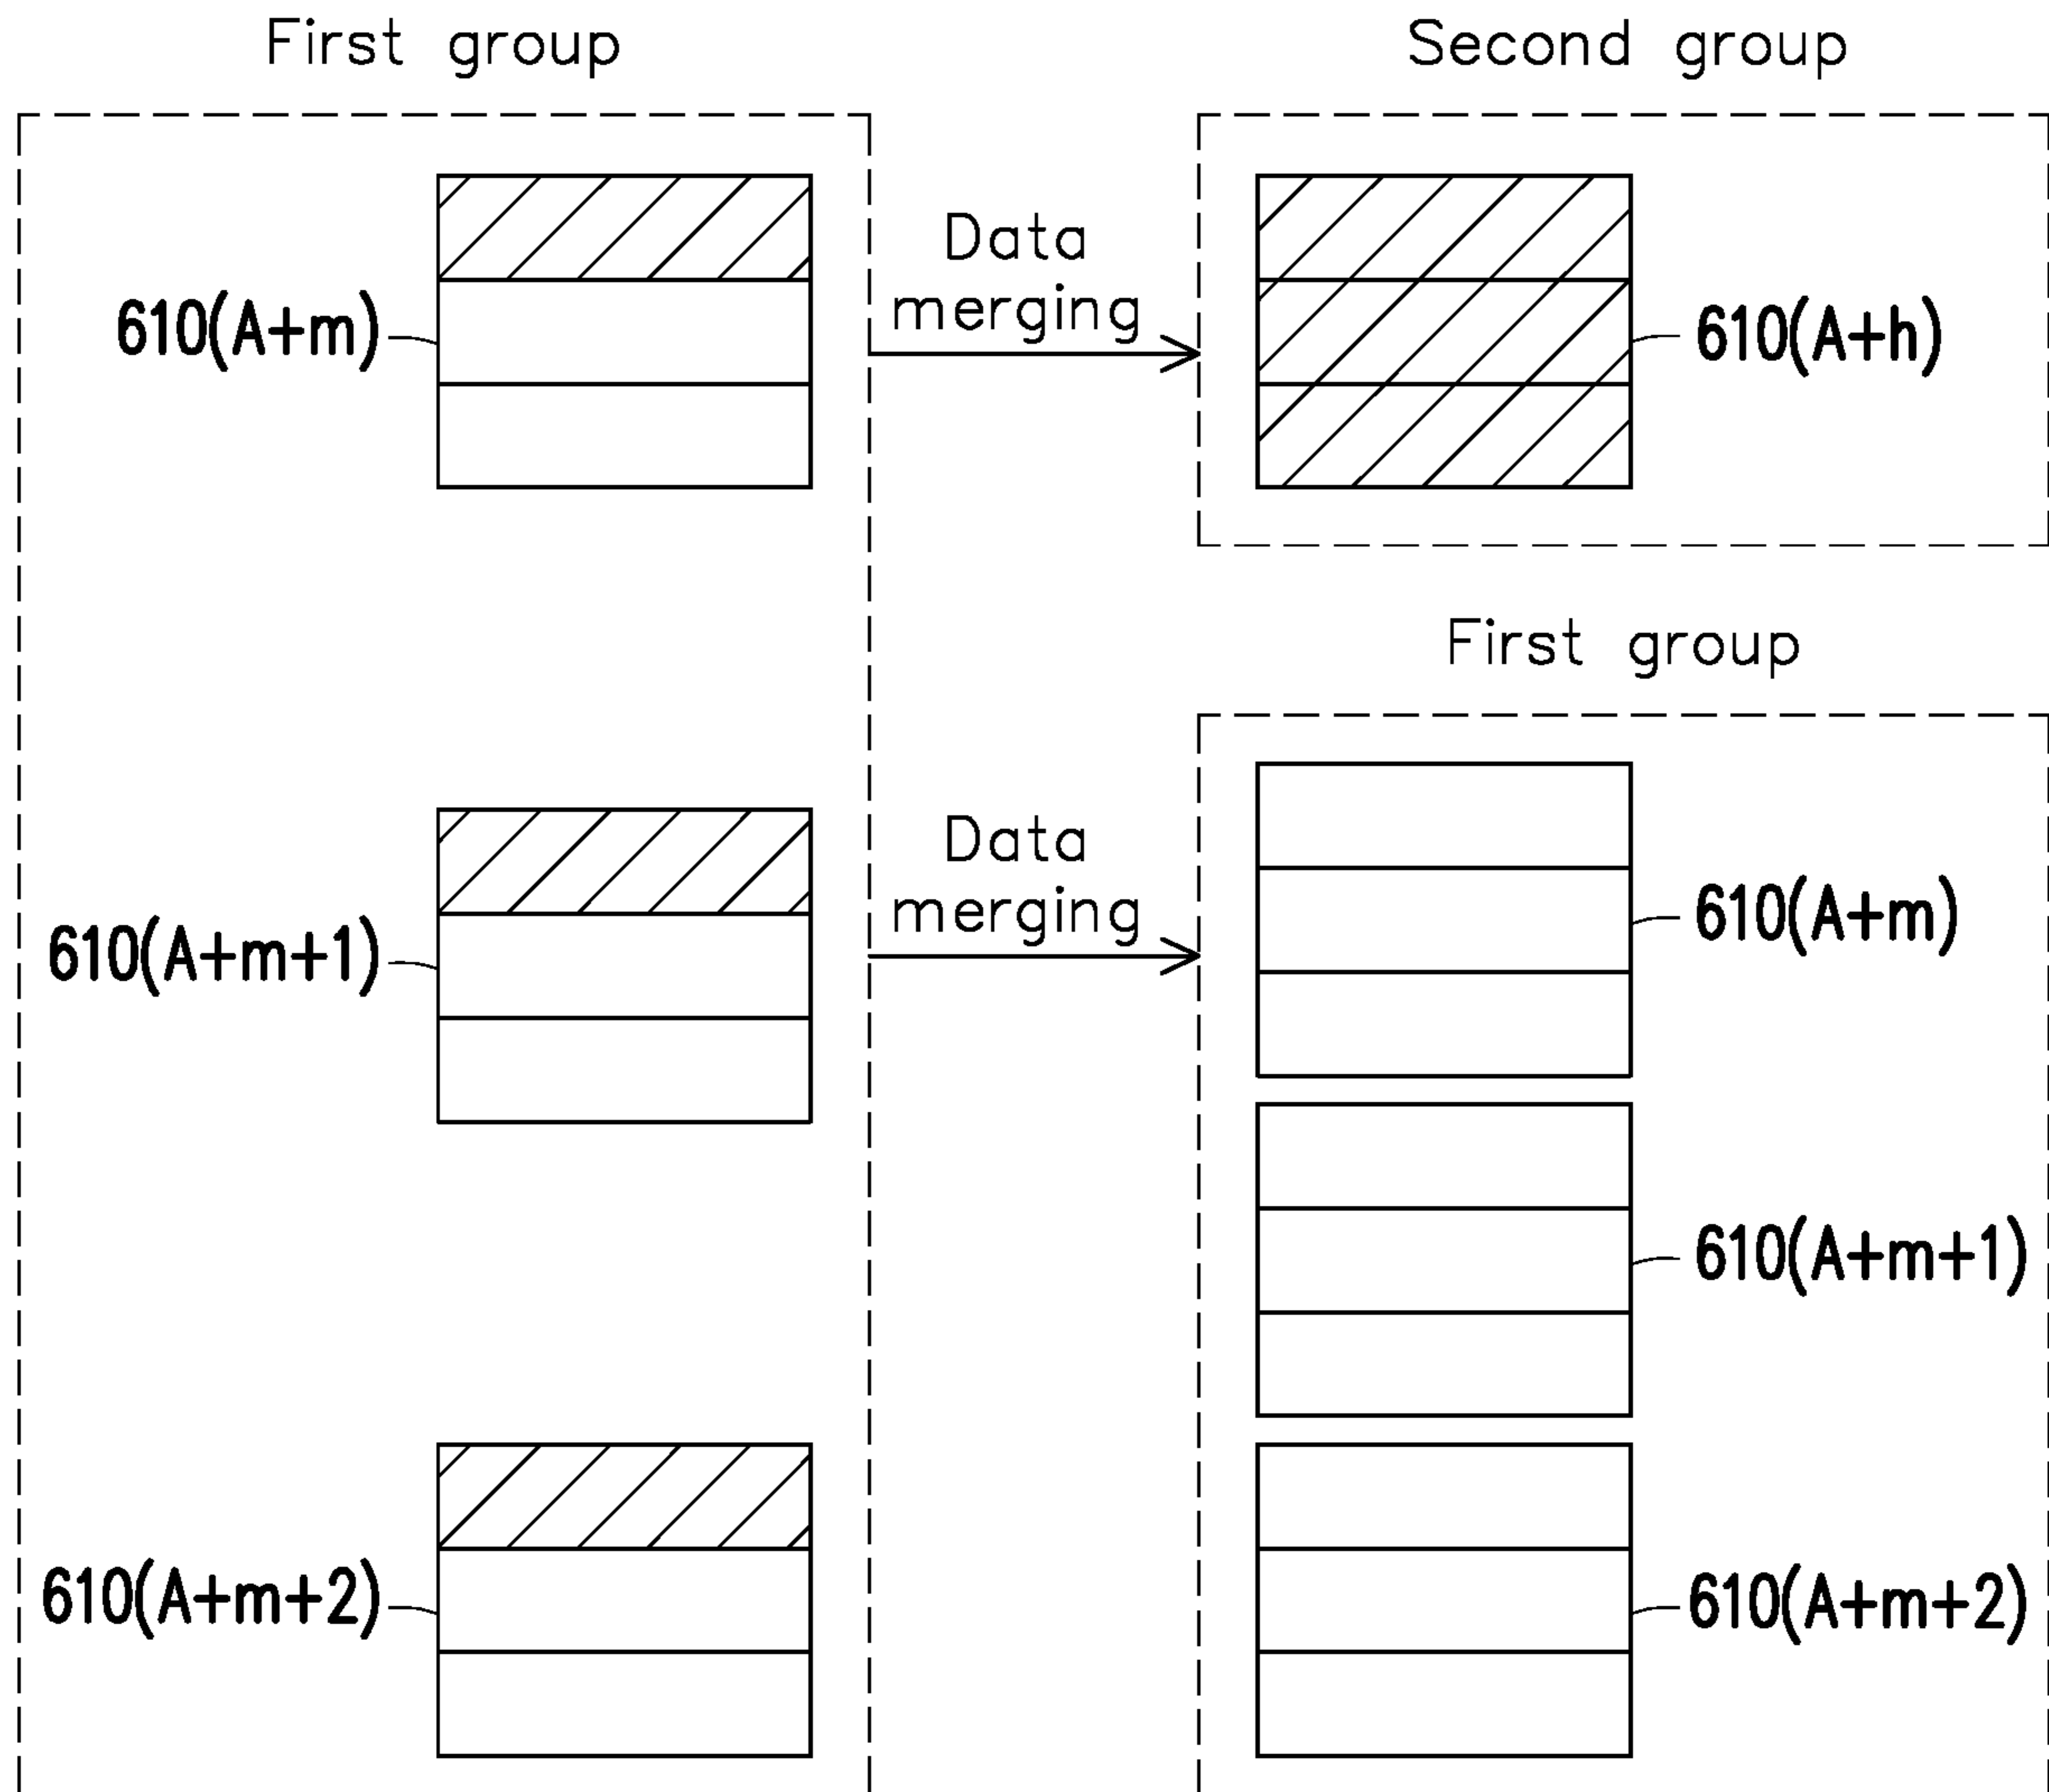 First group
Second group
Data
merging
610(A+m)
610(A+h)
First group
Data
merging
610(A+m)
610(A+m+1)
610(A+m+1)
610(A+m+2)
610(A+m+2)